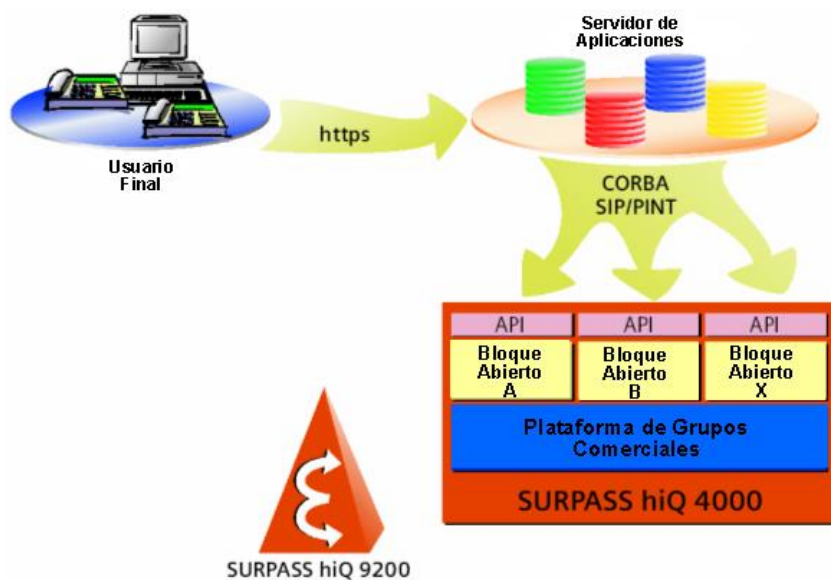 Servidor de
Aplicaciones
https
Usuario
Final
CORBA
SIP/PINT
API
API
API
Bloque
Abierto
A
Bloque
Abierto
B
Bloque
Abierto
X
Plataforma de Grupos
Comerciales
SURPASS hiQ 4000
SURPASS hiQ 9200